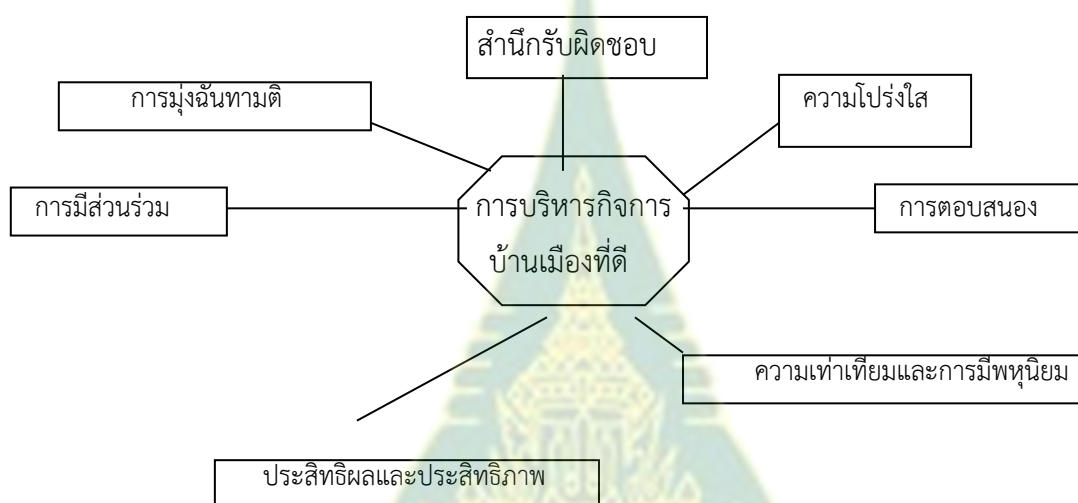 สำนึกรับผิดชอบ
การมุ่งฉันทามติ
ความโปร่งใส
การมีส่วนร่วม
การบริหารกิจการ
บ้านเมืองที่ดี
การตอบสนอง
ความเท่าเทียมและการมีพหุนิยม
ประสิทธิผลและประสิทธิภาพ